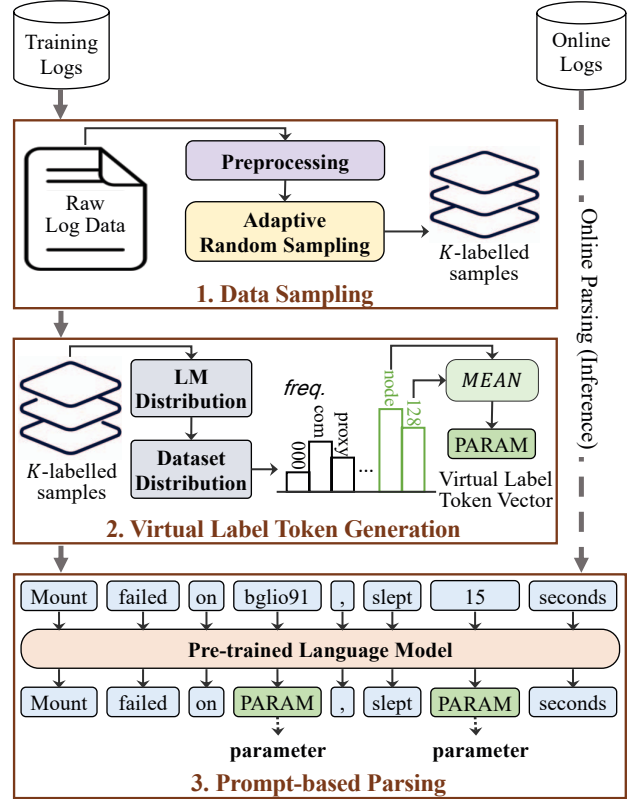 Training
Logs
Online
Logs
Raw
Log Data
Preprocessing
Adaptive
Random Sampling
K-labelled
samples
1. Data Sampling
Online Parsing (Inference)
K-labelled
samples
LM
Distribution
Dataset
Distribution
freq.
000
com
proxy
...
node
128
MEAN
PARAM
Virtual Label
Token Vector
2. Virtual Label Token Generation
Mount failed on bglio91 , slept 15 seconds
Pre-trained Language Model
Mount failed on PARAM , slept PARAM seconds
parameter parameter
3. Prompt-based Parsing